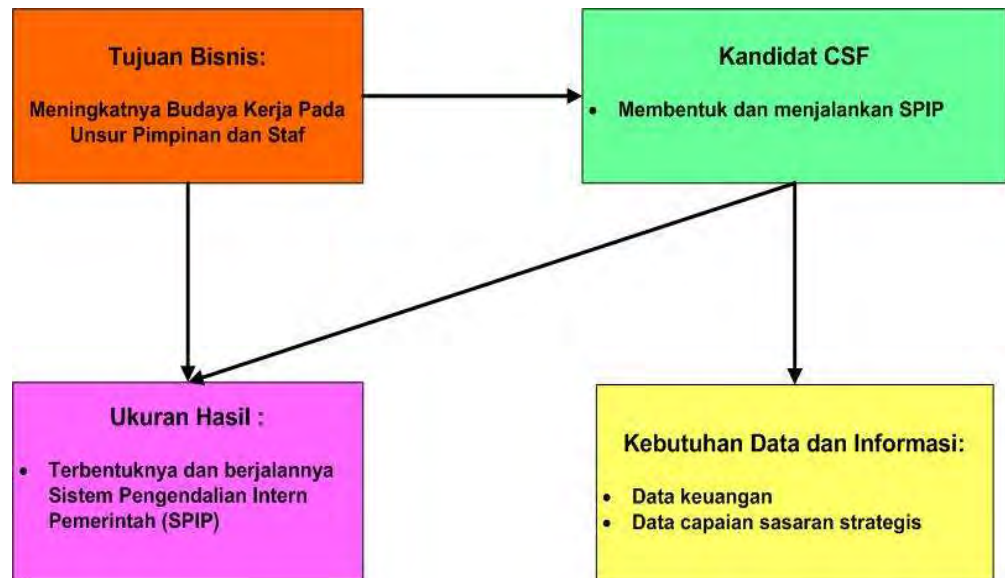 Tujuan Bisnis:
Meningkatnya Budaya Kerja Pada
Unsur Pimpinan dan Staf
Kandidat CSF
• Membentuk dan menjalankan SPIP
Ukuran Hasil :
• Terbentuknya dan berjalannya
Sistem Pengendalian Intern
Pemerintah (SPIP)
Kebutuhan Data dan Informasi:
• Data keuangan
• Data capaian sasaran strategis